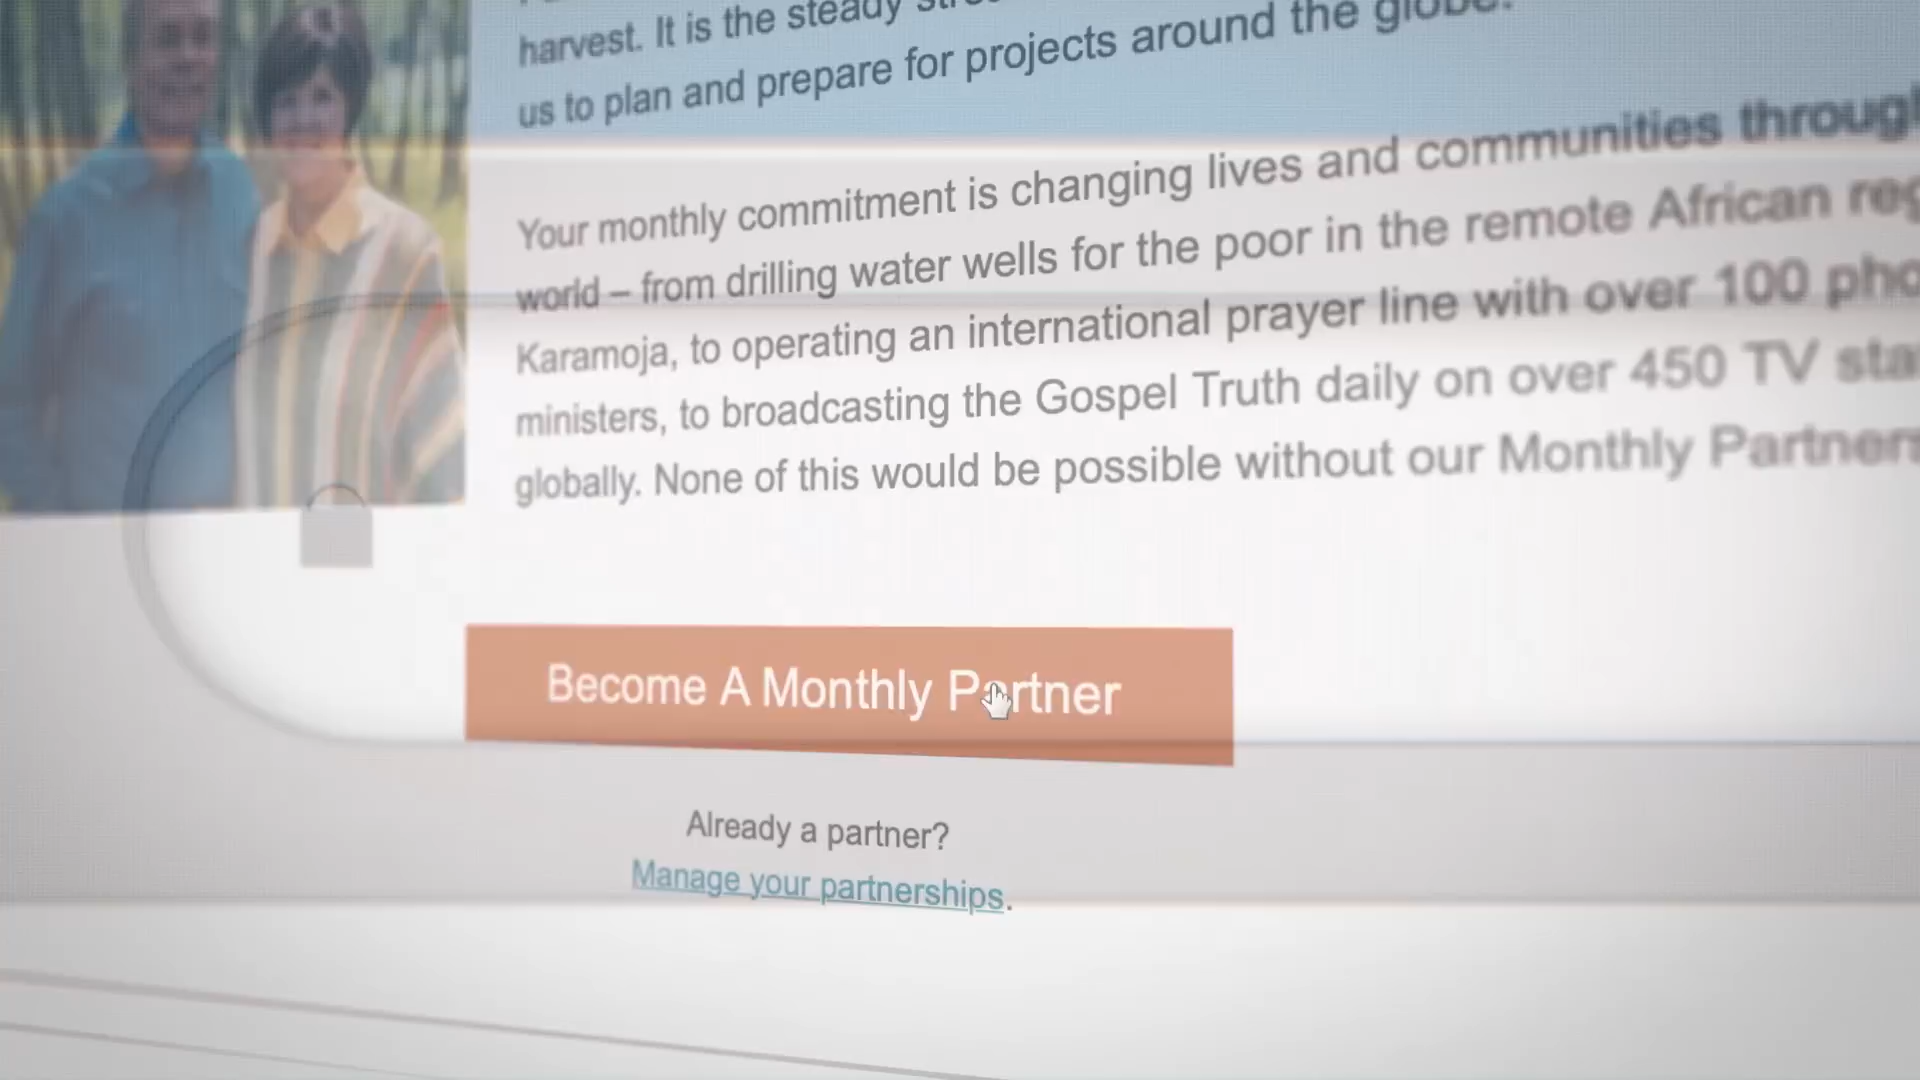 harvest. It is the steady
us to plan and prepare for projects around the globe.
Your monthly commitment is changing lives and communities through
world – from drilling water wells for the poor in the remote African
Karamoja, to operating an international prayer line with over 100
ministers, to broadcasting the Gospel Truth daily on over 450 TV
globally. None of this would be possible without our Monthly Partners
Become A Monthly Partner
Already a partner?
Manage your partnerships.